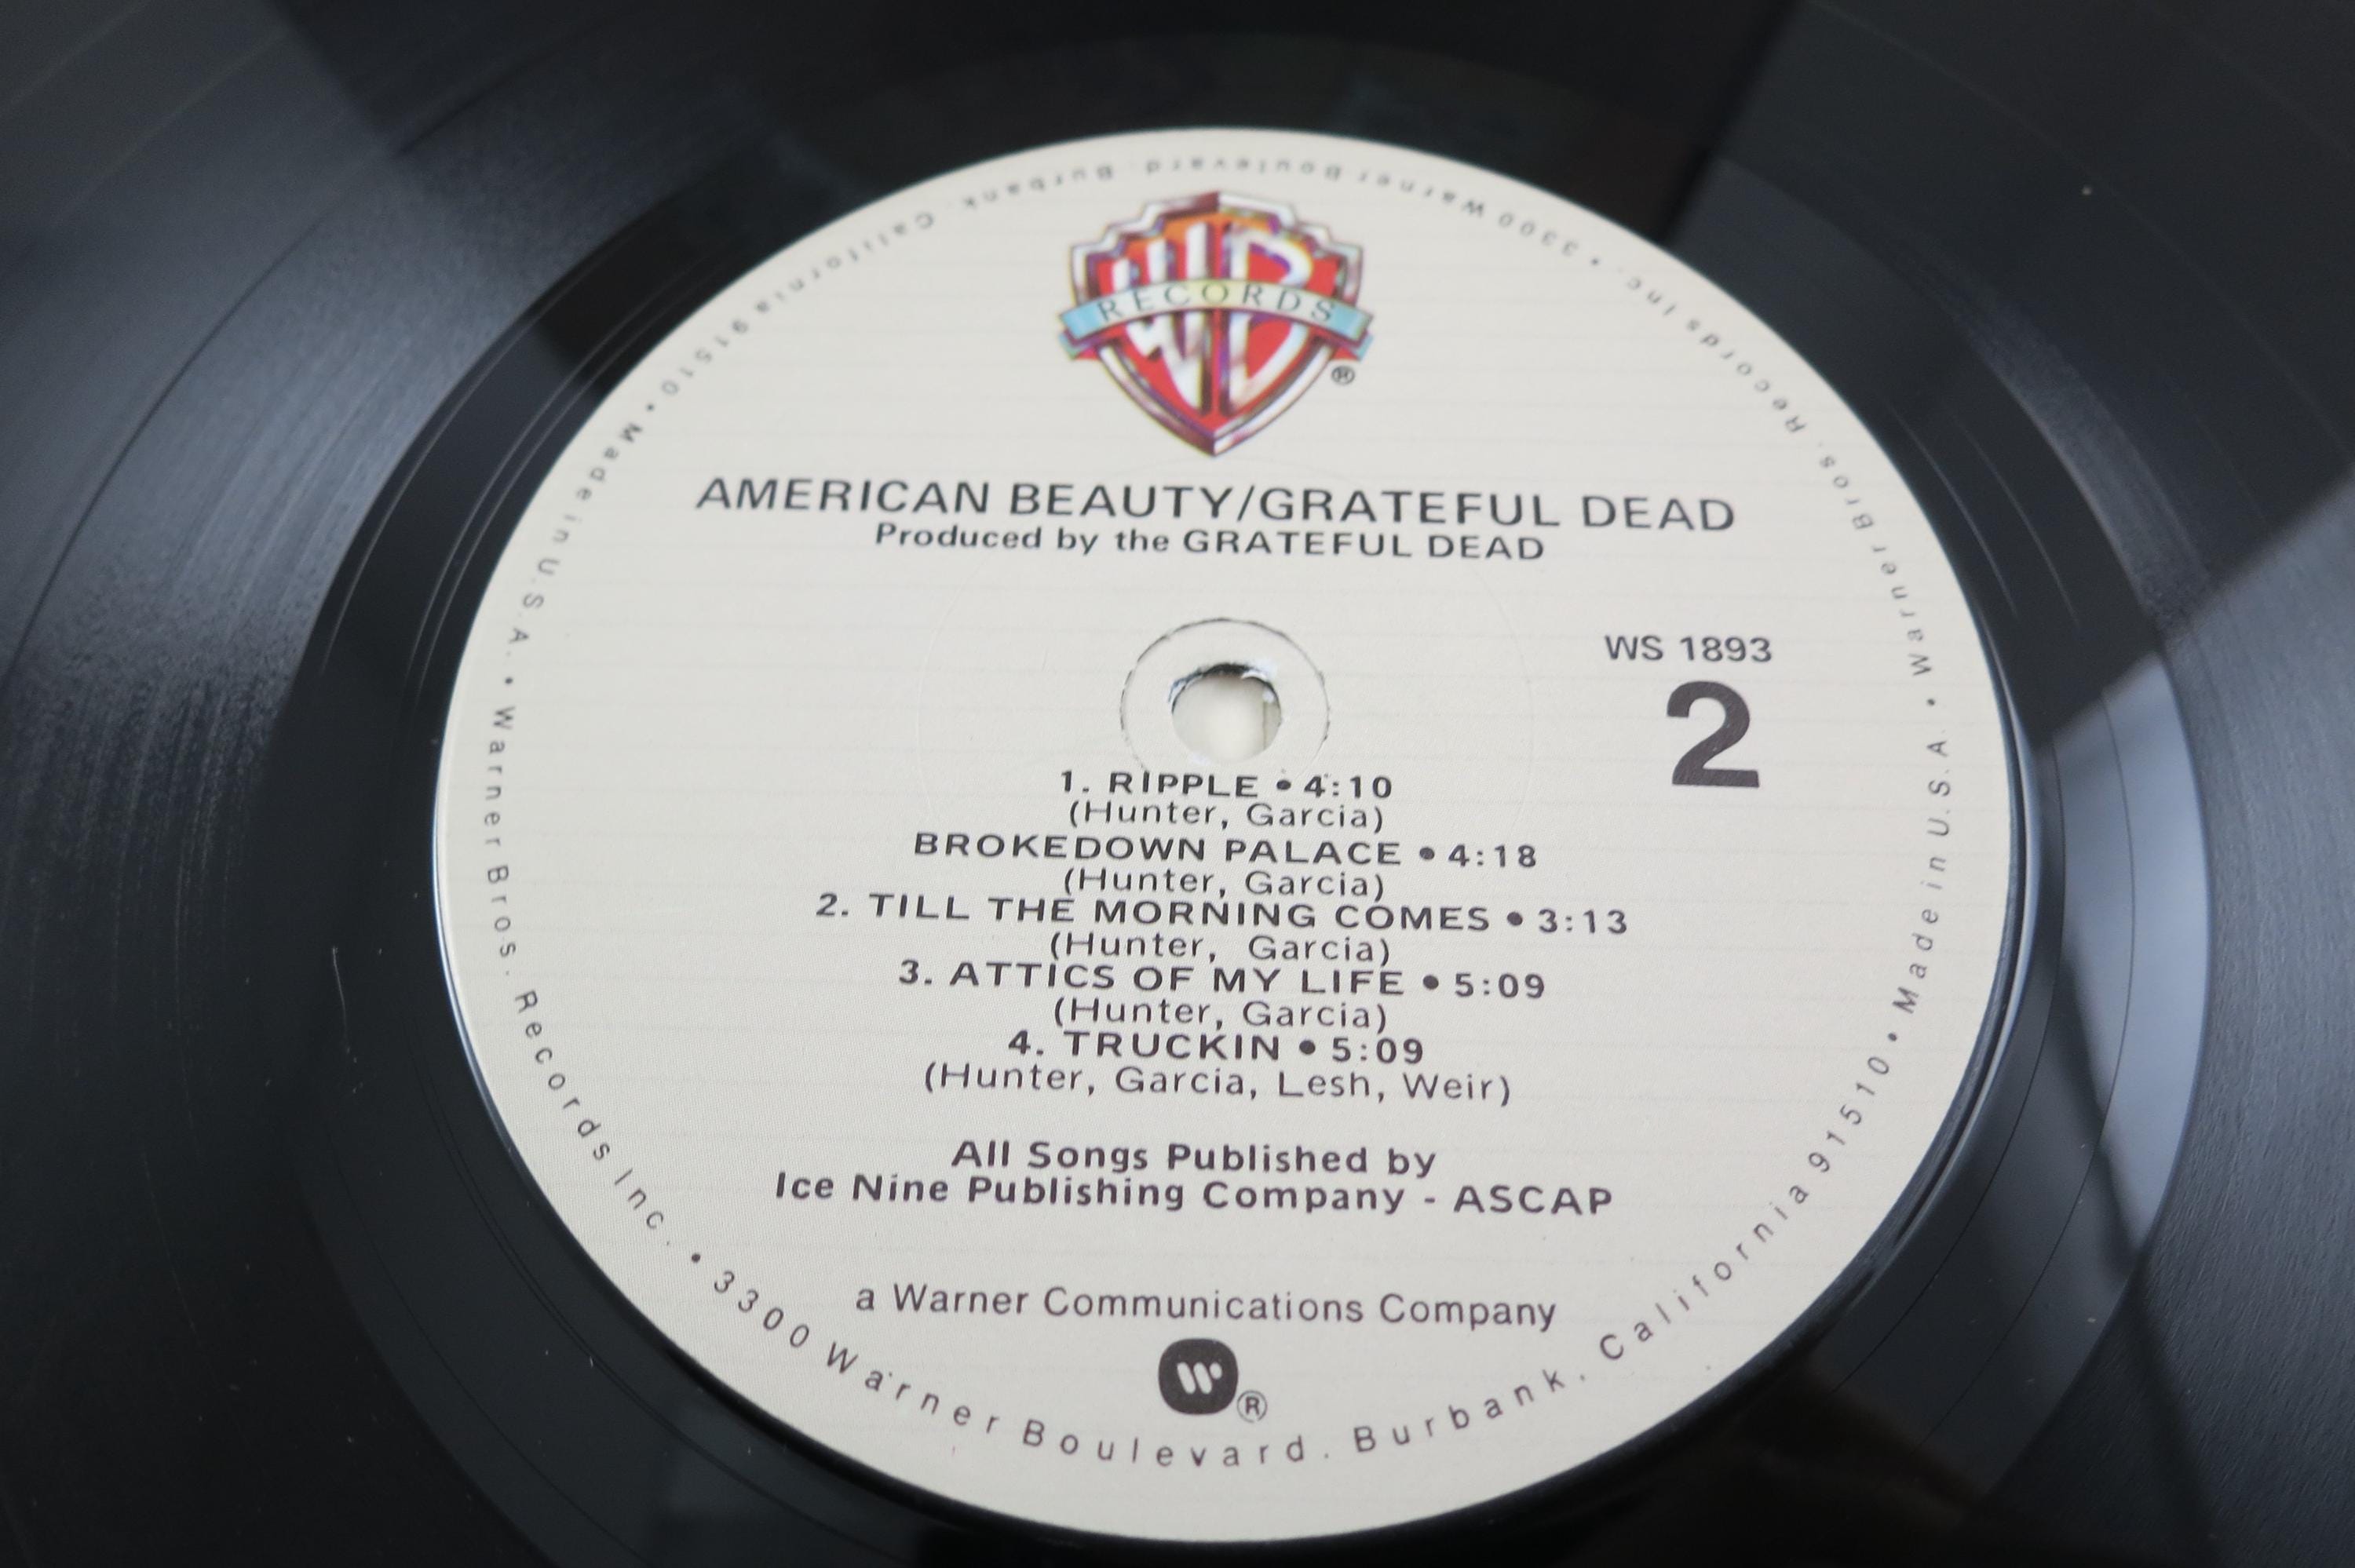 WB
RECORDS
®
AMERICAN BEAUTY/GRATEFUL DEAD
Produced by the GRATEFUL DEAD
WS 1893
2
1. RIPPLE • 4:10
(Hunter, Garcia)
BROKEDOWN PALACE • 4:18
(Hunter, Garcia)
2. TILL THE MORNING COMES • 3:13
(Hunter, Garcia)
3. ATTICS OF MY LIFE • 5:09
(Hunter, Garcia)
4. TRUCKIN • 5:09
(Hunter, Garcia, Lesh, Weir)
All Songs Published by
Ice Nine Publishing Company - ASCAP
a Warner Communications Company
W ®
Warner Bros. Records Inc. • 3300 Warner Boulevard. Burbank. California 91510 • Made in U.S.A. • Warner Bros. Records Inc. • 3300 Warner Boulevard. Burbank. California 91510 • Made in U.S.A. •